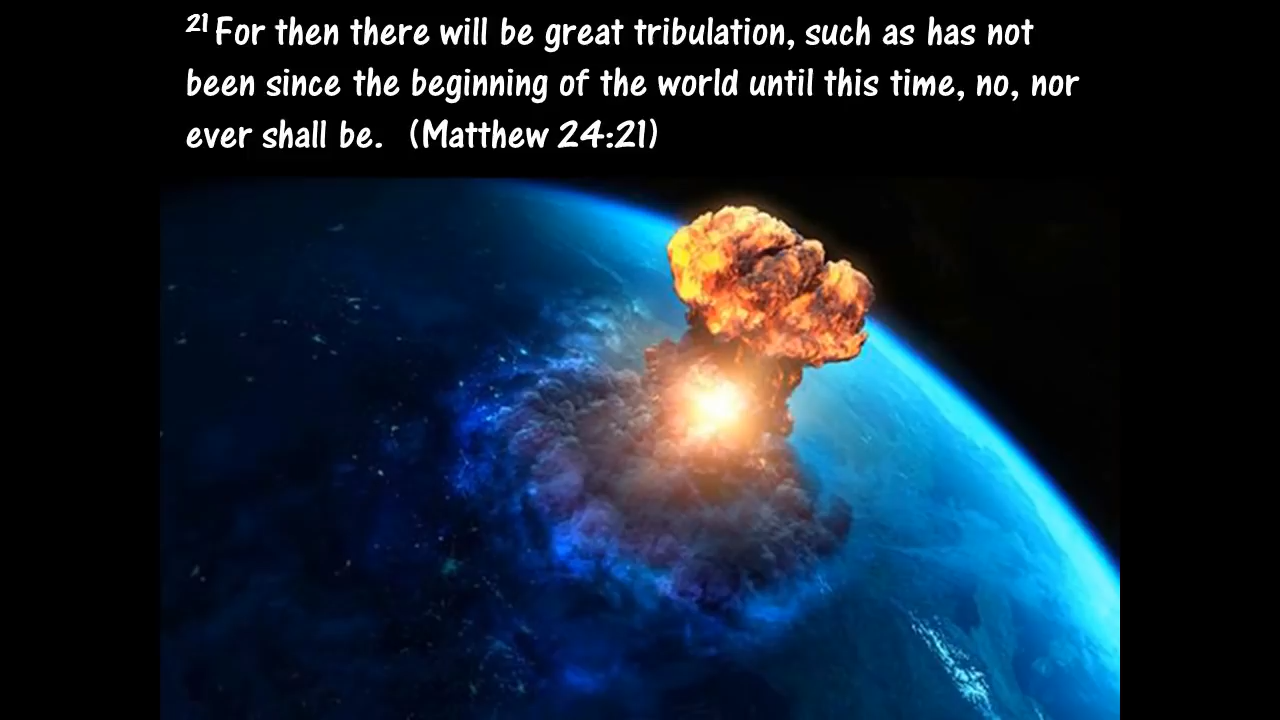 21 For then there will be great tribulation, such as has not
been since the beginning of the world until this time, no, nor
ever shall be. (Matthew 24:21)